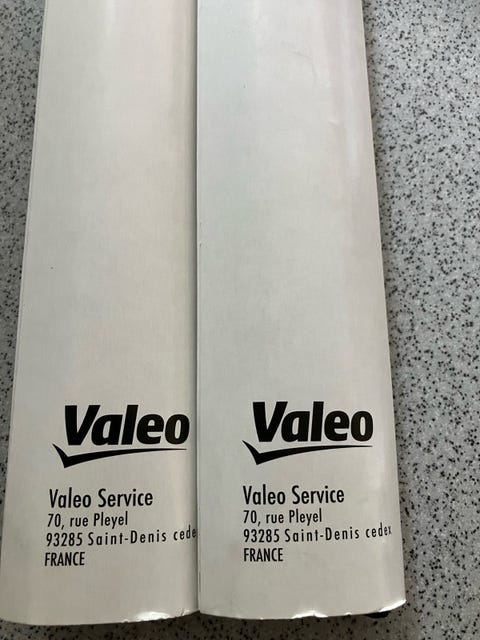 Valeo
Valeo Service
70, rue Pleyel
93285 Saint-Denis cede
FRANCE
Valeo
Valeo Service
70, rue Pleyel
93285 Saint-Denis cedex
FRANCE